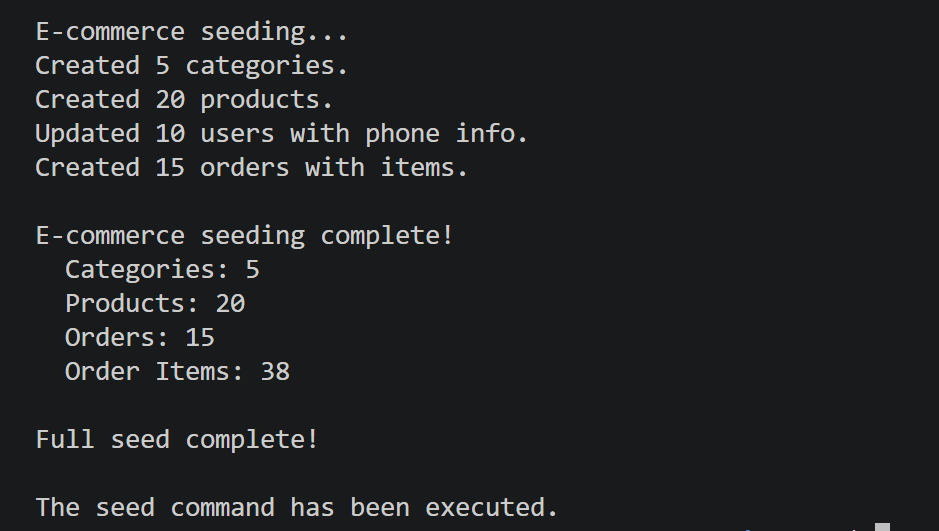 E-commerce seeding...
Created 5 categories.
Created 20 products.
Updated 10 users with phone info.
Created 15 orders with items.
E-commerce seeding complete!
Categories: 5
Products: 20
Orders: 15
Order Items: 38
Full seed complete!
The seed command has been executed.